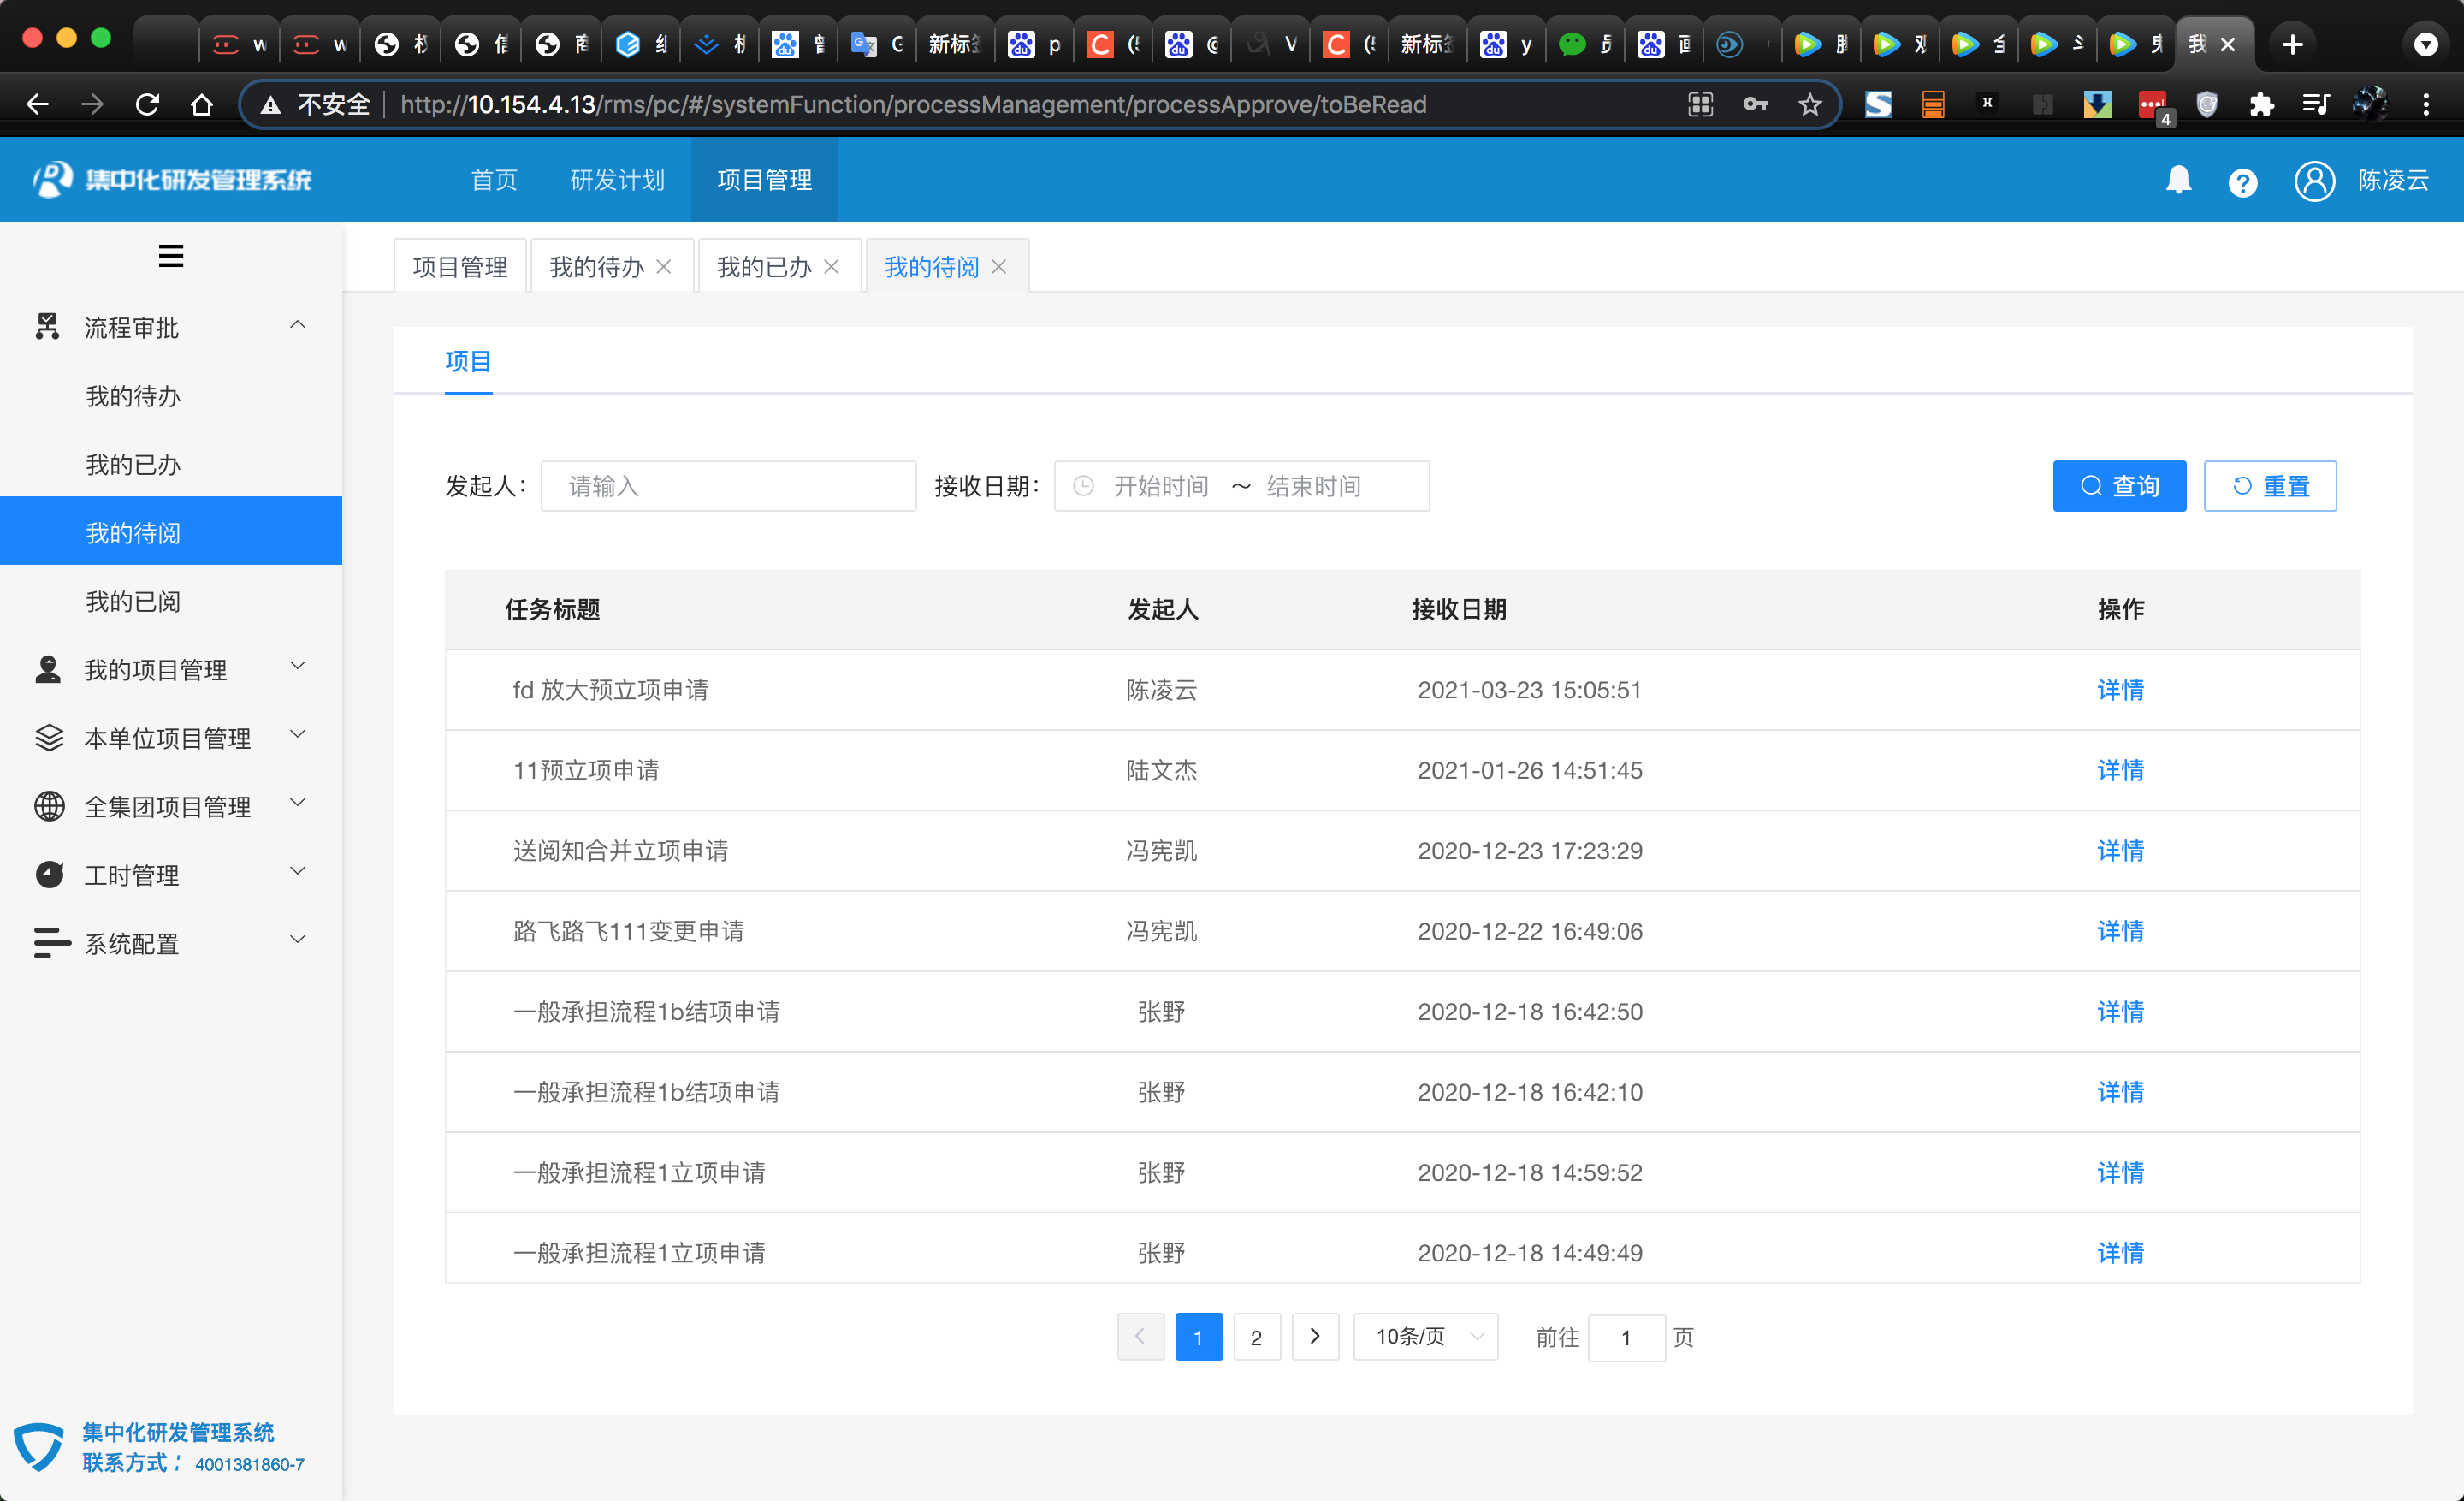 新标
p
新标
y
我
不安全
http://10.154.4.13/rms/pc/#/systemFunction/processManagement/processApprove/toBeRead
4
集中化研发管理系统
首页
研发计划
项目管理
陈凌云
项目管理
我的待办
我的已办
我的待阅
流程审批
我的待办
我的已办
我的待阅
我的已阅
我的项目管理
本单位项目管理
全集团项目管理
工时管理
系统配置
集中化研发管理系统
联系方式： 4001381860-7
项目
发起人： 请输入 接收日期： 开始时间 ～ 结束时间 查询 重置
任务标题 发起人 接收日期 操作
fd 放大预立项申请 陈凌云 2021-03-23 15:05:51 详情
11预立项申请 陆文杰 2021-01-26 14:51:45 详情
送阅知合并立项申请 冯宪凯 2020-12-23 17:23:29 详情
路飞路飞111变更申请 冯宪凯 2020-12-22 16:49:06 详情
一般承担流程1b结项申请 张野 2020-12-18 16:42:50 详情
一般承担流程1b结项申请 张野 2020-12-18 16:42:10 详情
一般承担流程1立项申请 张野 2020-12-18 14:59:52 详情
一般承担流程1立项申请 张野 2020-12-18 14:49:49 详情
1 2 10条/页 前往 1 页